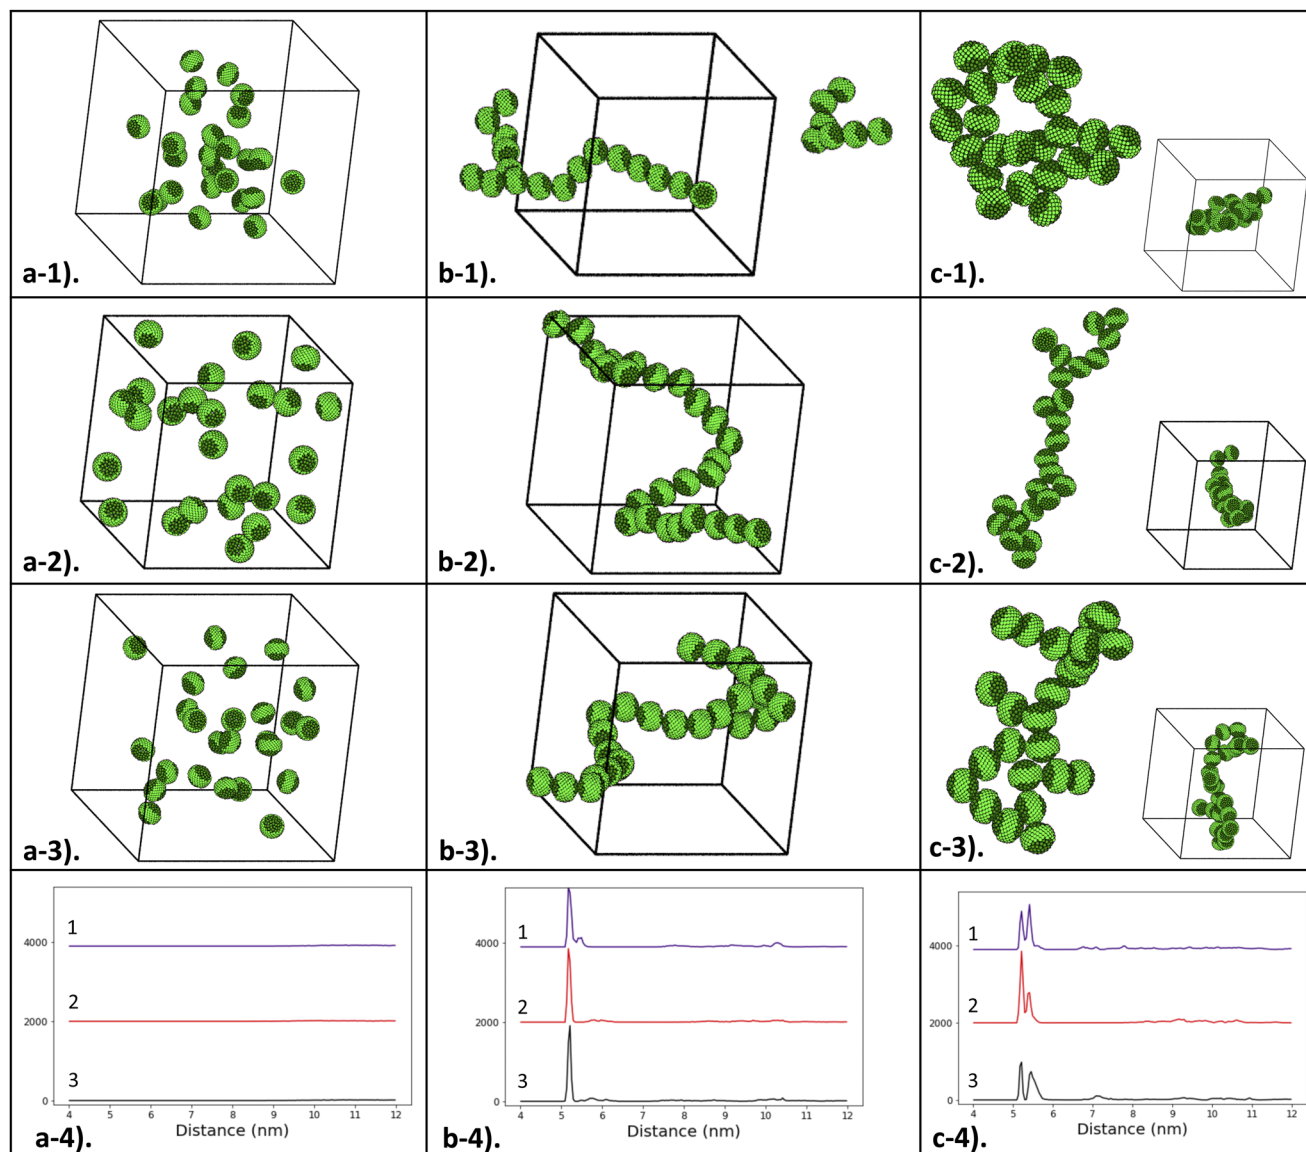 a-1).
b-1).
c-1).
a-2).
b-2).
c-2).
a-3).
b-3).
c-3).
1
4000
2
2000
3
0
4 5 6 7 8 9 10 11 12
Distance (nm)
a-4).
1
4000
2
2000
3
0
4 5 6 7 8 9 10 11 12
Distance (nm)
b-4).
1
4000
2
2000
3
0
4 5 6 7 8 9 10 11 12
Distance (nm)
c-4).